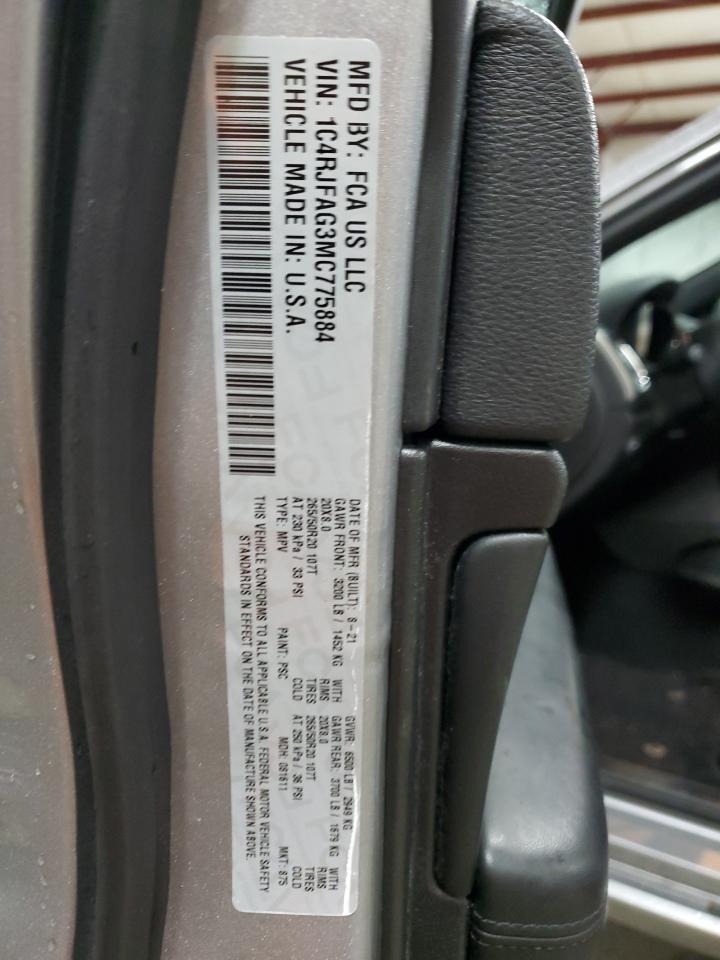 MFD BY: FCA US LLC
VIN: 1C4RJFAG3MC775884
VEHICLE MADE IN: U.S.A.
DATE OF MFR (BUILT): 8-21 GVWR: 6500 LB / 2949 KG
GAWR FRONT: 3200 LB / 1452 KG WITH GAWR REAR: 3700 LB / 1679 KG WITH
20X8.0 RIMS 20X8.0 RIMS
265/50R20 107T TIRES 265/50R20 107T TIRES
AT 230 kPa / 33 PSI COLD AT 250 kPa / 36 PSI COLD
TYPE: MPV PAINT: PSC MDH: 081811 MKT: 875
THIS VEHICLE CONFORMS TO ALL APPLICABLE U.S.A. FEDERAL MOTOR VEHICLE SAFETY
STANDARDS IN EFFECT ON THE DATE OF MANUFACTURE SHOWN ABOVE.